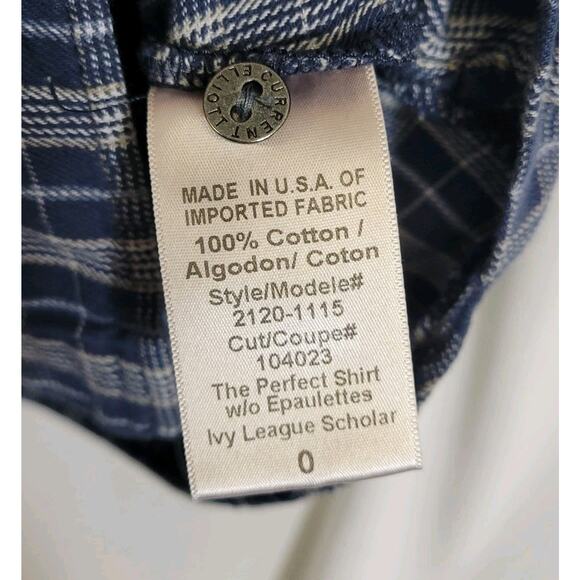 CURRENT ELLIOTT
MADE IN U.S.A. OF
IMPORTED FABRIC
100% Cotton /
Algodon/ Coton
Style/Modele#
2120-1115
Cut/Coupe#
104023
The Perfect Shirt
w/o Epaulettes
Ivy League Scholar
0